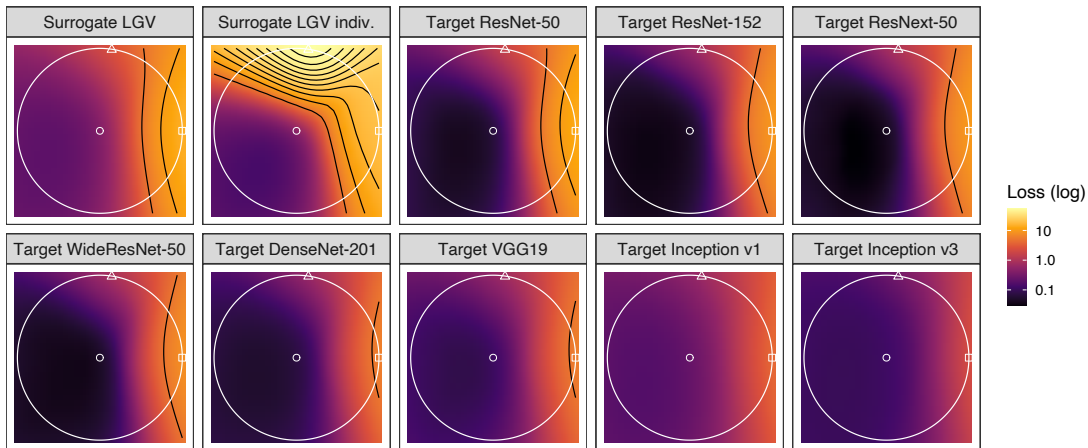 Surrogate LGV
Surrogate LGV indiv.
Target ResNet-50
Target ResNet-152
Target ResNext-50
Loss (log)
10
1.0
0.1
Target WideResNet-50
Target DenseNet-201
Target VGG19
Target Inception v1
Target Inception v3